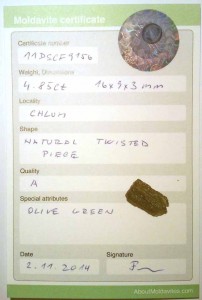 Moldavite certificate
Certificate number
11DSCF9156
Weight, Dimensions
4.85ct 16x9x3 mm
Locality
CHLUM
Shape
NATURAL TWISTED
PIECE
Quality
A
Special attributes
OLIVE GREEN
Date
2.11.2014
Signature
AboutMoldavites.com